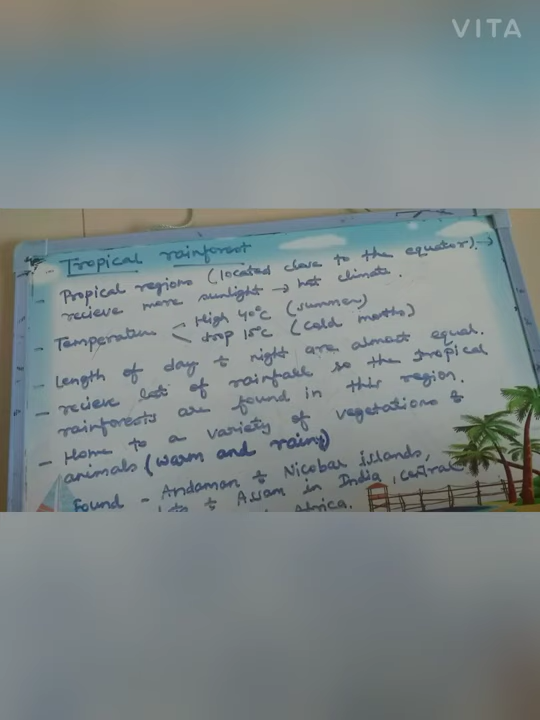 VITA
Tropical rainforest
- Propical regions (located close to the equator) →
recieve more sunlight → hot climate.
- Temperature < High 40°C (summer)
drop 15°C (cold months)
- Length of day & night are almost equal.
- recieve lot of rainfall so the tropical
rainforests are found in this region.
- Home to a variety of vegetations &
animals (warm and rainy)
Found - Andaman & Nicobar islands,
to Assam in India, central
Africa.